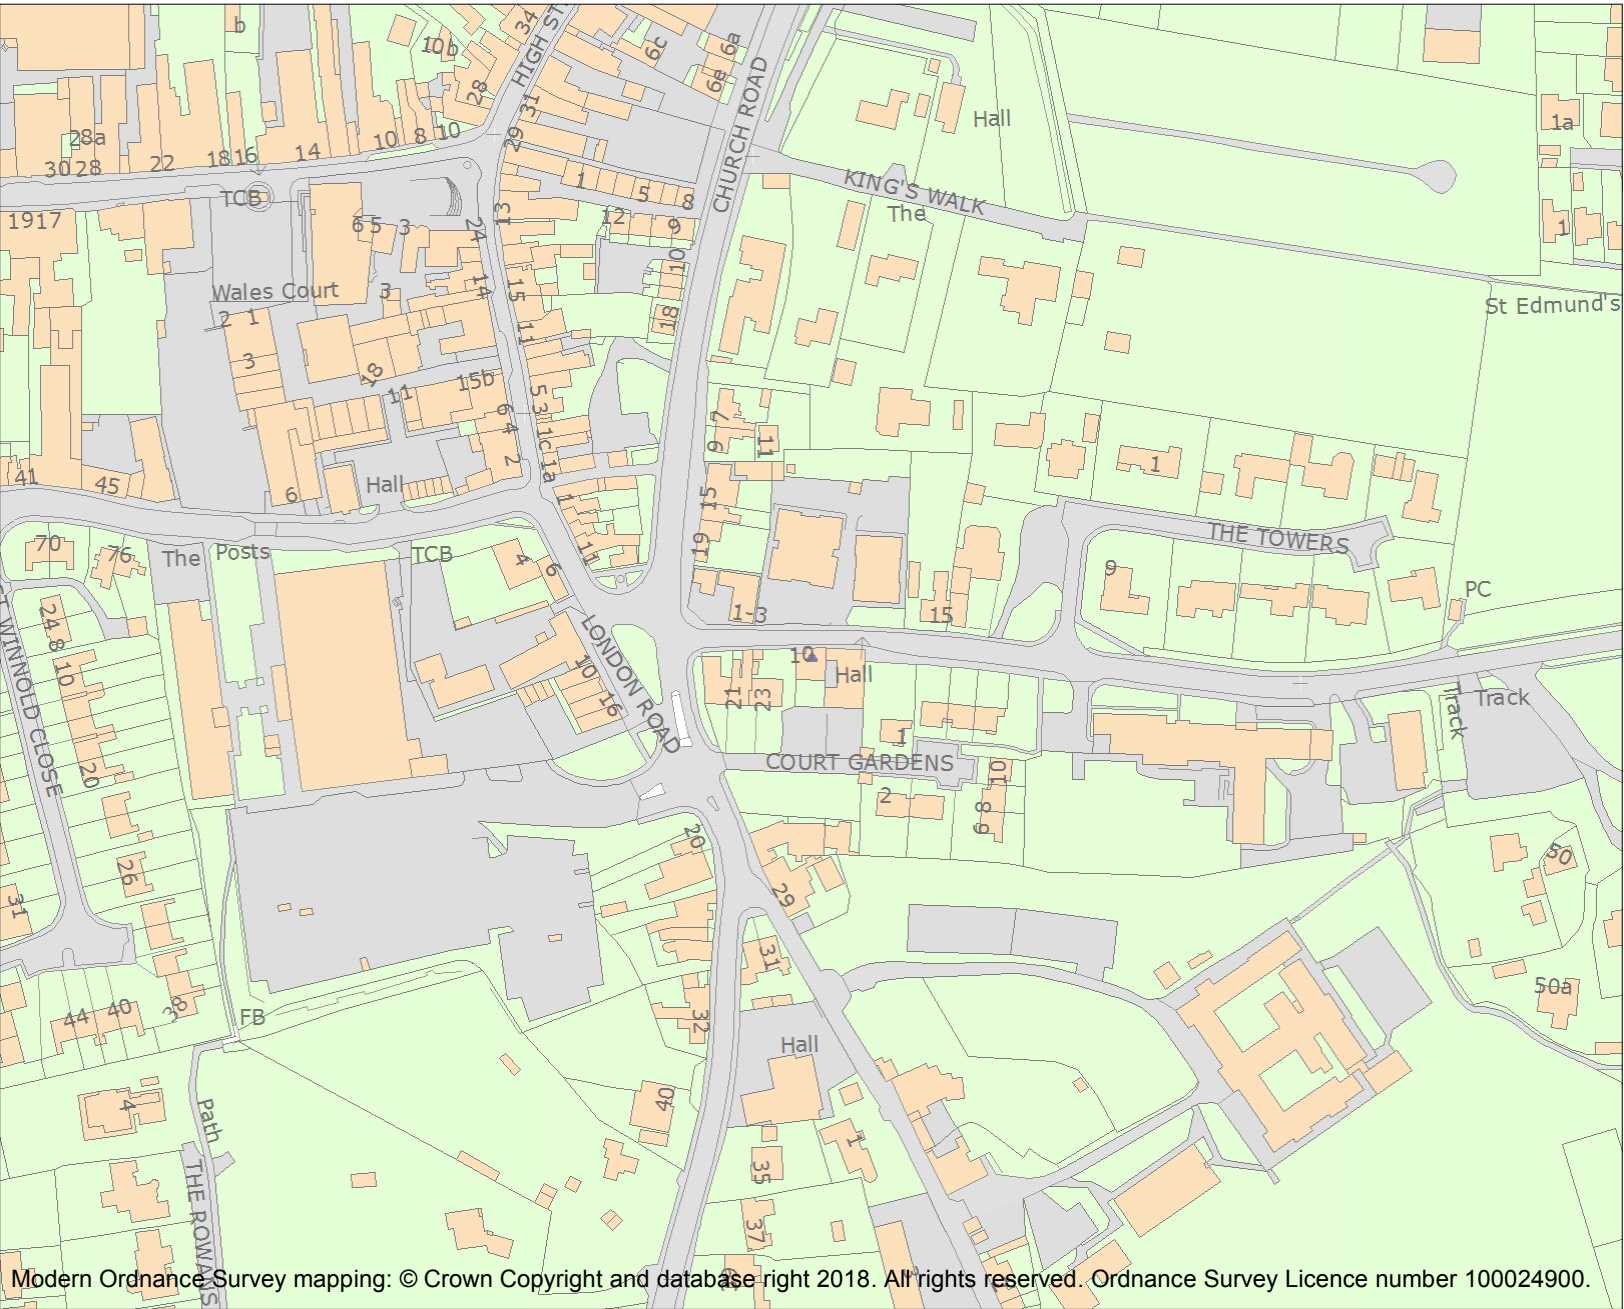 b
34
HIGH ST
10b
6c
6a
6e
28
31
29
CHURCH ROAD
Hall
1a
28a
30 28
22
18 16
14
10
8
10
TCB
1917
6 5
3
24
13
1
5
8
12
9
10
KING'S WALK
The
1
Wales Court
2
1
3
14
15
11
18
St Edmund's
3
18
11
15b
6
4
2
5
3
1c
1a
7
9
11
1
41
45
6
Hall
1
15
19
11
THE TOWERS
70
76
The
Posts
TCB
4
6
9
PC
24
8
10
1-3
15
LONDON ROAD
10
16
10
Hall
21
23
Track
Track
WINNOLD CLOSE
20
1
COURT GARDENS
2
10
8
6
26
20
31
29
50
31
50a
44
40
38
FB
32
Hall
Path
4
40
1
35
THE ROWANS
37
Modern Ordnance Survey mapping: © Crown Copyright and database right 2018. All rights reserved. Ordnance Survey Licence number 100024900.